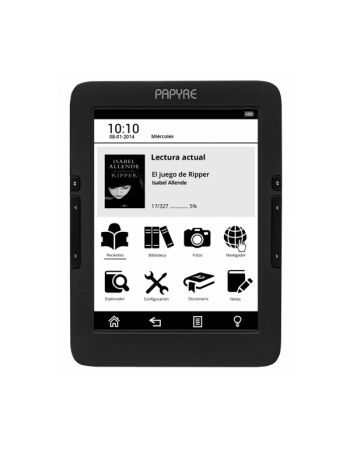 PAPYRE
10:10
08-01-2014 Miércoles
Lectura actual
ISABEL
ALLENDE
RIPPER
El juego de Ripper
Isabel Allende
17/327 ............ 5%
Recientes Biblioteca Fotos Navegador
Explorador Configuración Diccionario Notas